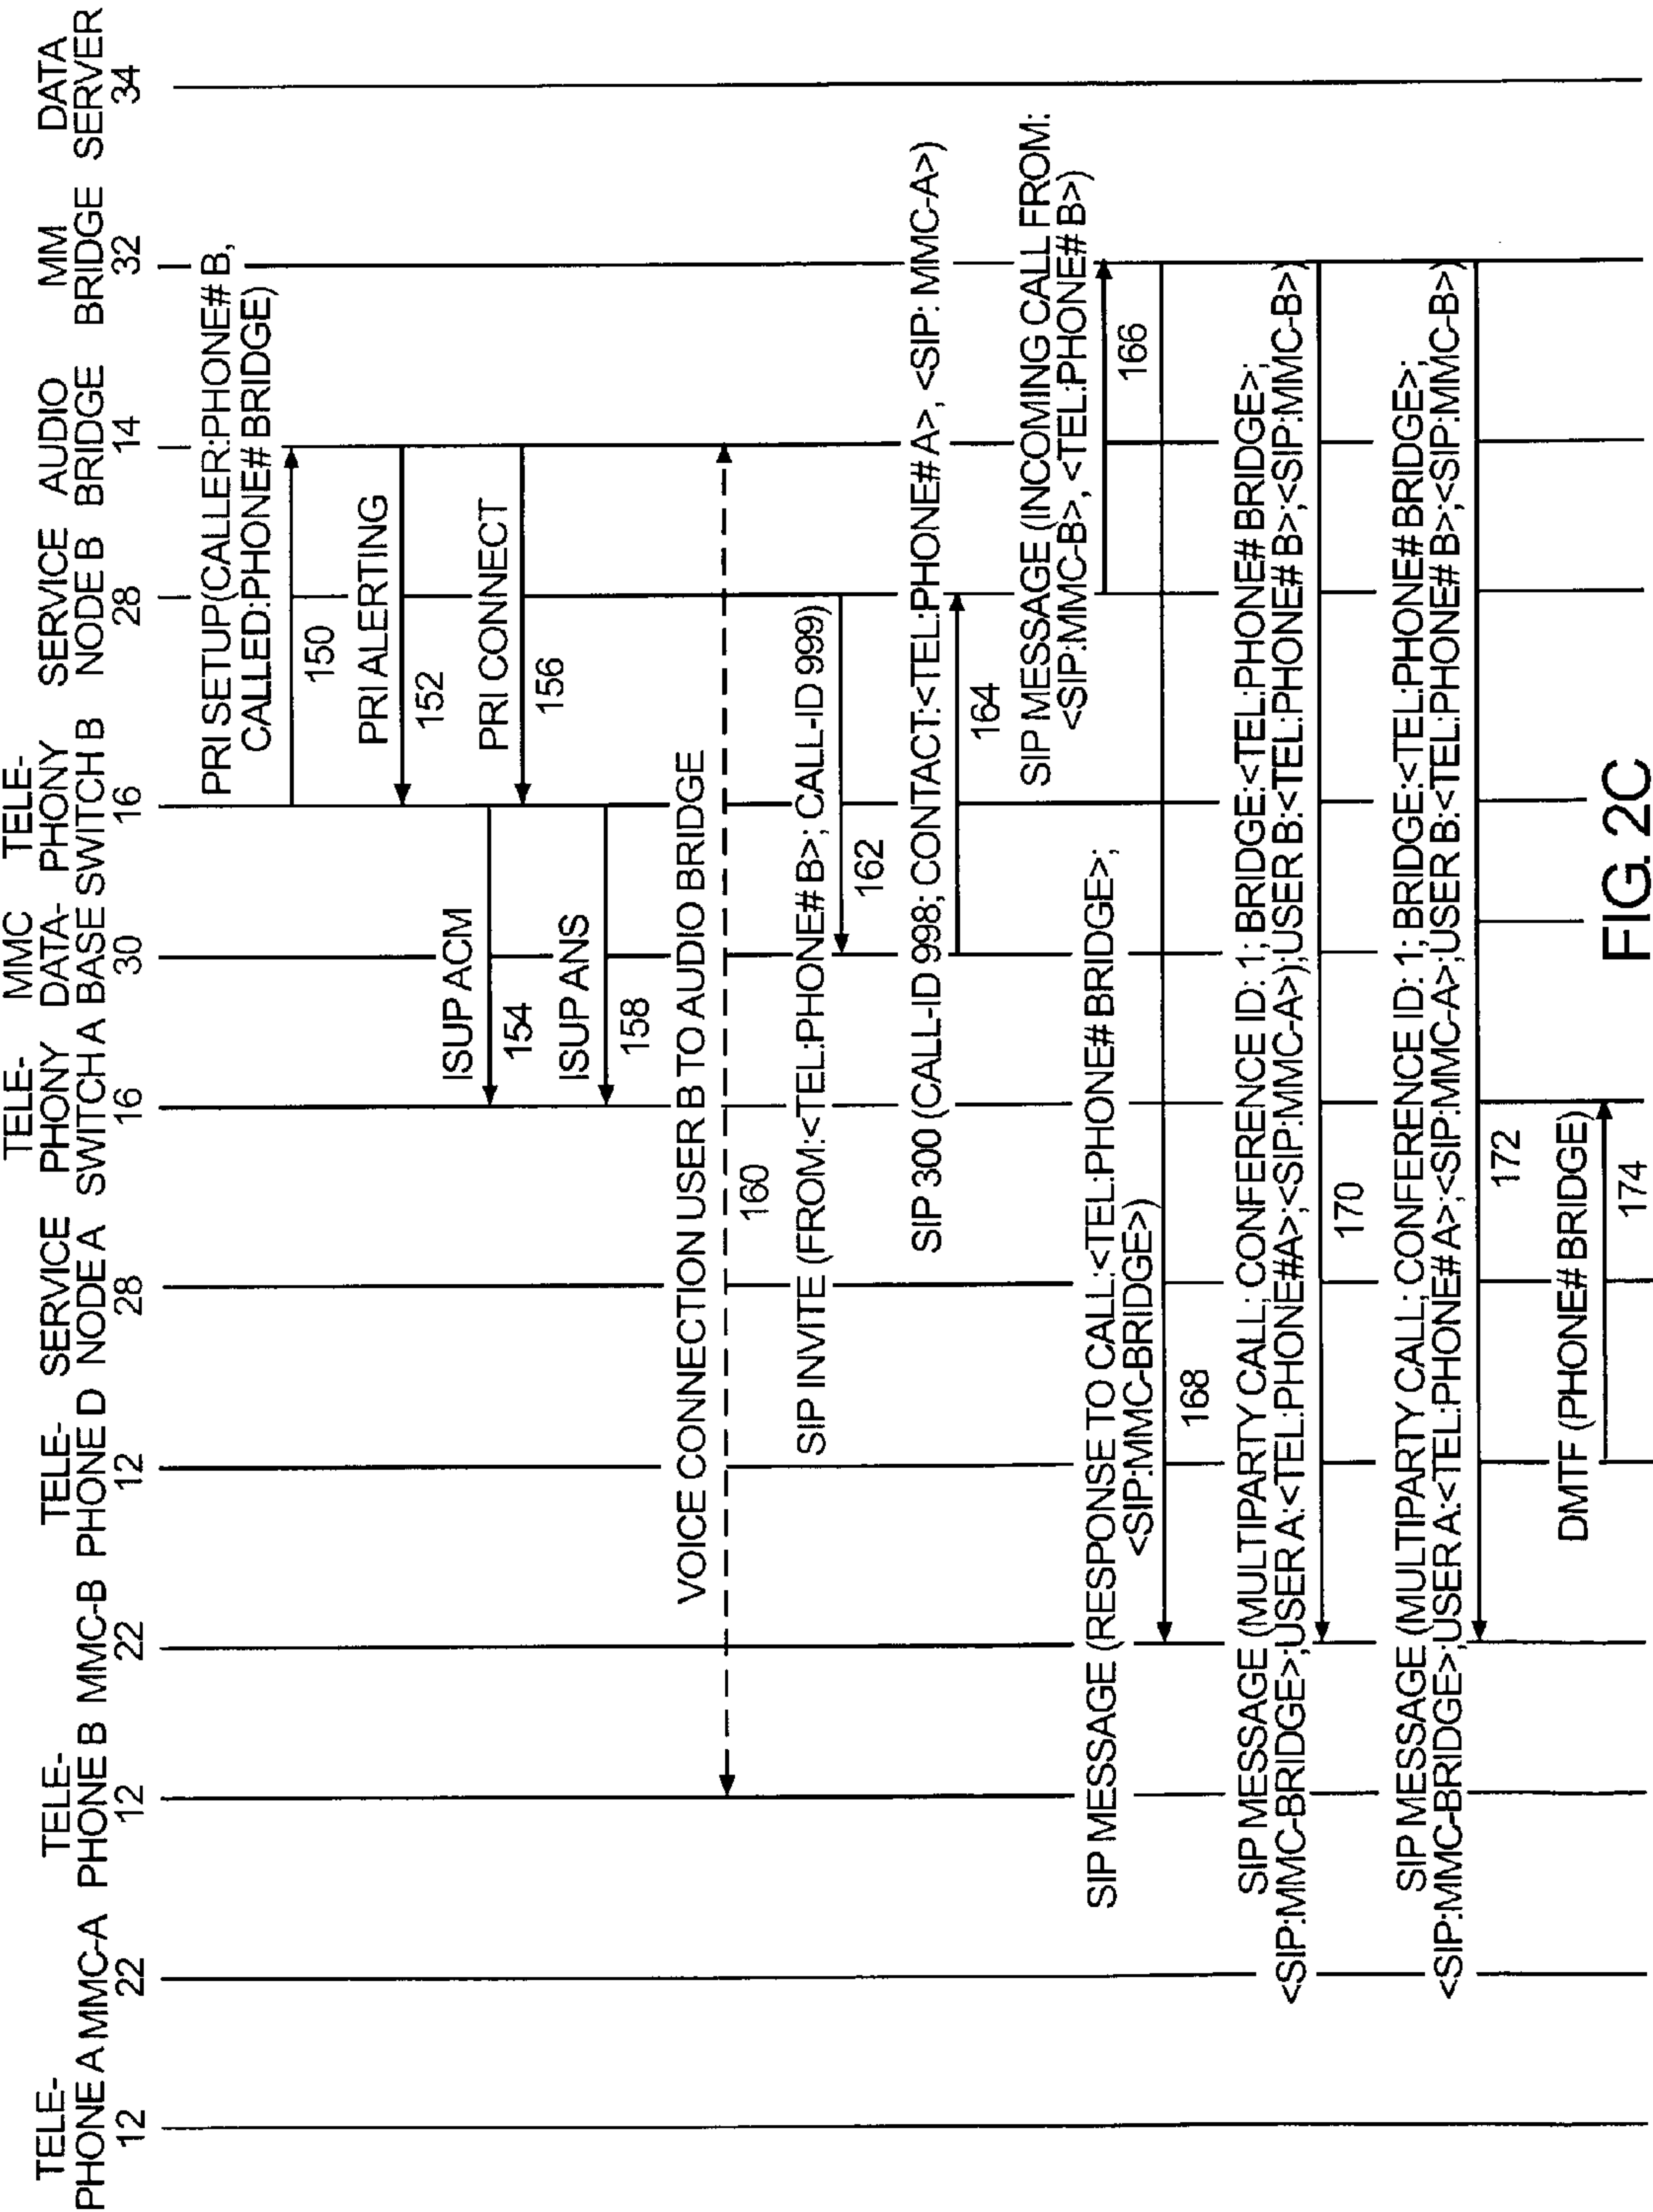 TELE-
PHONE A
12
MMC-A
22
TELE-
PHONE B
12
MMC-B
22
TELE-
PHONE D
12
SERVICE
NODE A
28
TELE-
PHONY
SWITCH A
16
MMC
DATA-
BASE
30
TELE-
PHONY
SWITCH B
16
SERVICE
NODE B
28
AUDIO
BRIDGE
14
MM
BRIDGE
32
DATA
SERVER
34
PRI SETUP (CALLER:PHONE# B,
CALLED:PHONE# BRIDGE)
150
PRI ALERTING
152
ISUP ACM
154
PRI CONNECT
156
ISUP ANS
158
VOICE CONNECTION USER B TO AUDIO BRIDGE
160
SIP INVITE (FROM:<TEL:PHONE# B>; CALL-ID 999)
162
SIP 300 (CALL-ID 998; CONTACT:<TEL:PHONE# A>, <SIP: MMC-A>)
164
SIP MESSAGE (INCOMING CALL FROM:
<SIP:MMC-B>, <TEL:PHONE# B>)
166
SIP MESSAGE (RESPONSE TO CALL:<TEL:PHONE# BRIDGE>;
<SIP:MMC-BRIDGE>)
168
SIP MESSAGE (MULTIPARTY CALL; CONFERENCE ID: 1; BRIDGE:<TEL:PHONE# BRIDGE>;
<SIP:MMC-BRIDGE>;USER A:<TEL:PHONE#A>;<SIP:MMC-A>);USER B:<TEL:PHONE# B>;<SIP:MMC-B>)
170
SIP MESSAGE (MULTIPARTY CALL; CONFERENCE ID: 1; BRIDGE:<TEL:PHONE# BRIDGE>;
<SIP:MMC-BRIDGE>;USER A:<TEL:PHONE# A>;<SIP:MMC-A>;USER B:<TEL:PHONE# B>;<SIP:MMC-B>)
172
DMTF (PHONE# BRIDGE)
174
FIG. 2C